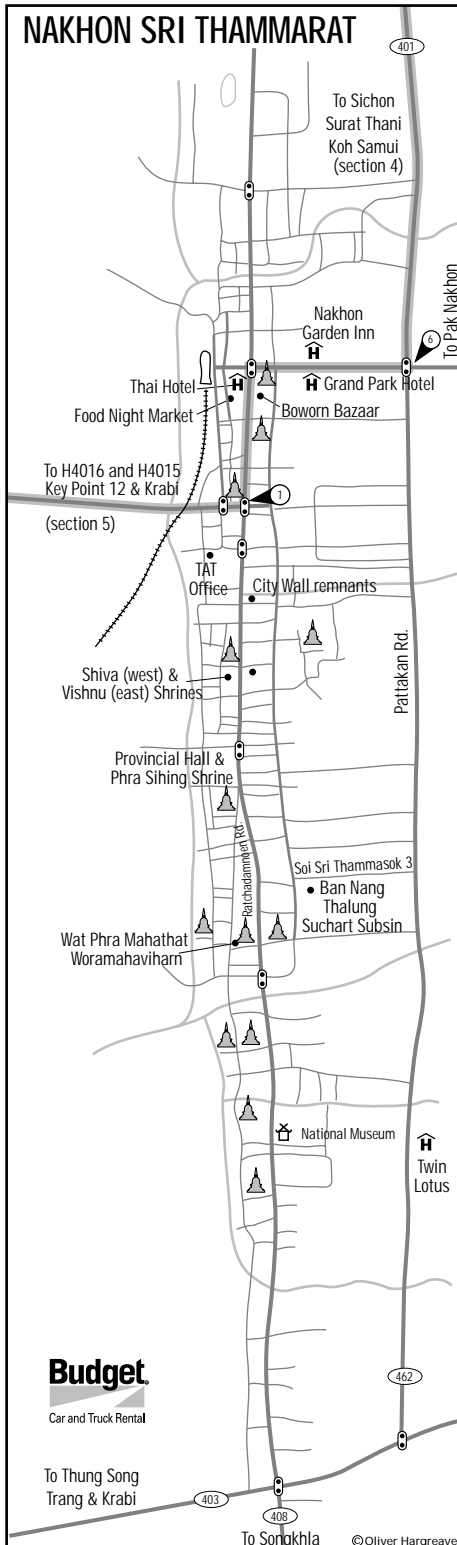 NAKHON SRI THAMMARAT
401
To Sichon
Surat Thani
Koh Samui
(section 4)
To Pak Nakhon
Nakhon
Garden Inn
6
Thai Hotel
Grand Park Hotel
Food Night Market
Boworn Bazaar
To H4016 and H4015
Key Point 12 & Krabi
(section 5)
1
TAT
Office
City Wall remnants
Pattakan Rd.
Shiva (west) &
Vishnu (east) Shrines
Provincial Hall &
Phra Sihing Shrine
Ratchadamnoen Rd.
Soi Sri Thammasok 3
Ban Nang
Thalung
Suchart Subsin
Wat Phra Mahathat
Woramahaviharn
National Museum
Twin
Lotus
Budget.
Car and Truck Rental
462
To Thung Song
Trang & Krabi
403
408
To Songkhla
©Oliver Hargreave